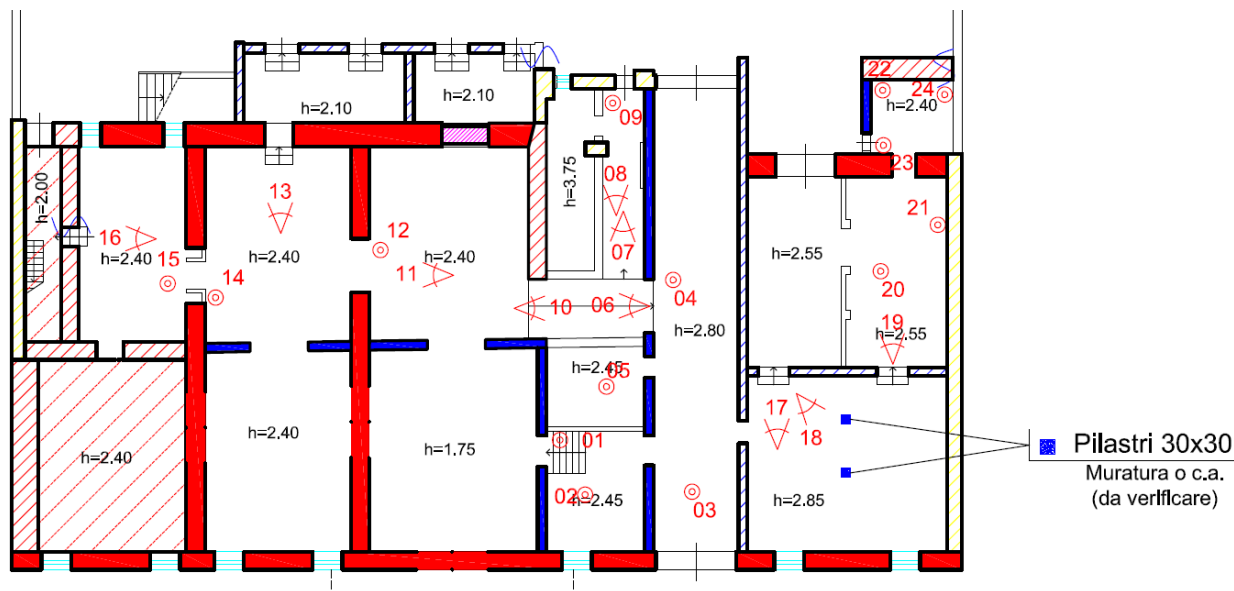 22
24
h=2.10
h=2.10
h=2.40
09
23
h=3.75
08
h=2.00
13
21
16
h=2.40
12
h=2.40
h=2.40
07
h=2.55
15
14
11
04
20
10
06
19
h=2.80
h=2.55
h=2.45
05
17
18
h=2.40
h=2.40
h=1.75
01
Pilastri 30x30
Muratura o c.a.
(da verificare)
02
h=2.45
03
h=2.85